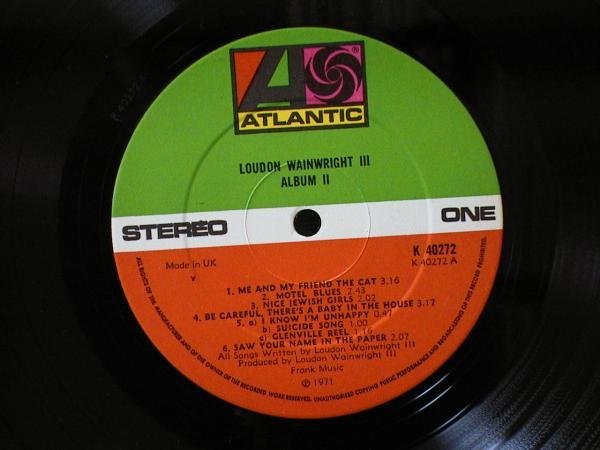 ®
ATLANTIC
LOUDON WAINWRIGHT III
ALBUM II
STEREO
ONE
Made in UK
K 40272
K 40272 A
1. ME AND MY FRIEND THE CAT 3.16
2. MOTEL BLUES 2.43
3. NICE JEWISH GIRLS 2.02
4. BE CAREFUL, THERE'S A BABY IN THE HOUSE 3.17
5. a) I KNOW I'M UNHAPPY 0.47
b) SUICIDE SONG 1.00
c) GLENVILLE REEL 1.16
6. SAW YOUR NAME IN THE PAPER 2.07
All Songs Written by Loudon Wainwright III
Produced by Loudon Wainwright III
Frank Music
℗ 1971
ALL RIGHTS OF THE MANUFACTURER AND OF THE OWNER OF THE RECORDED WORK RESERVED. UNAUTHORISED COPYING PUBLIC PERFORMANCE AND BROADCASTING OF THIS RECORD PROHIBITED.